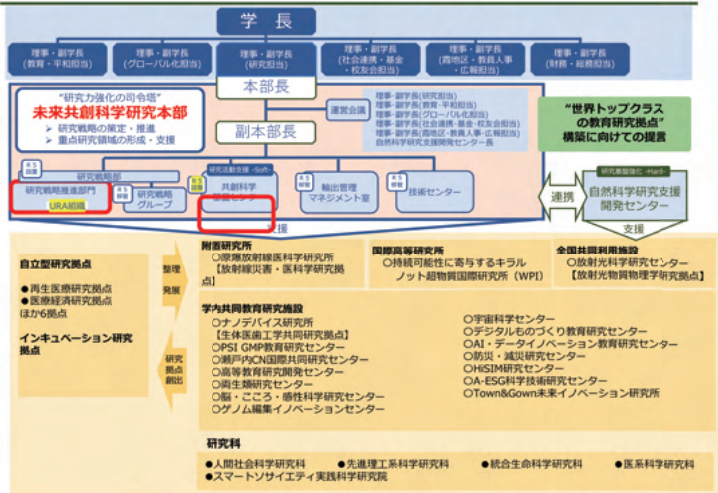 学 長
理事・副学長
(教育・平和担当)
理事・副学長
(グローバル化担当)
理事・副学長
(研究担当)
理事・副学長
(社会連携・基金・
校友会担当)
理事・副学長
(霞地区・教員人事
・広報担当)
理事・副学長
(財務・総務担当)
"研究力強化の司令塔"
未来共創科学研究本部
➢ 研究戦略の策定・推進
➢ 重点研究領域の形成・支援
本部長
副本部長
運営会議
理事・副学長(研究担当)
理事・副学長(教育・平和担当)
理事・副学長(グローバル化担当)
理事・副学長(社会連携・基金・校友会担当)
理事・副学長(霞地区・教員人事・広報担当)
自然科学研究支援開発センター長
"世界トップクラス
の教育研究拠点"
構築に向けての提言
R5
設置
研究戦略部
研究戦略推進部門
URA組織
R5
移管
研究戦略
グループ
研究活動支援 -Soft-
R5
設置
共創科学
基盤センター
R5
移管
輸出管理
マネジメント室
R5
移管
技術センター
連携
研究基盤強化 -Hard-
自然科学研究支援
開発センター
支援
支援
自立型研究拠点
●再生医療研究拠点
●医療経済研究拠点
ほか6拠点
インキュベーション研究
拠点
整理
発展
研究
拠点
創出
附置研究所
○原爆放射線医科学研究所
【放射線災害・医科学研究拠
点】
国際高等研究所
○持続可能性に寄与するキラル
ノット超物質国際研究所（WPI）
全国共同利用施設
○放射光科学研究センター
【放射光物質物理学研究拠点】
学内共同教育研究施設
○ナノデバイス研究所
【生体医歯工学共同研究拠点】
○PSI GMP教育研究センター
○瀬戸内CN国際共同研究センター
○高等教育研究開発センター
○両生類研究センター
○脳・こころ・感性科学研究センター
○ゲノム編集イノベーションセンター
○宇宙科学センター
○デジタルものづくり教育研究センター
○AI・データイノベーション教育研究センター
○防災・減災研究センター
○HiSIM研究センター
○A-ESG科学技術研究センター
○Town&Gown未来イノベーション研究所
研究科
●人間社会科学研究科 ●先進理工系科学研究科 ●統合生命科学研究科 ●医系科学研究科
●スマートソサイエティ実践科学研究院